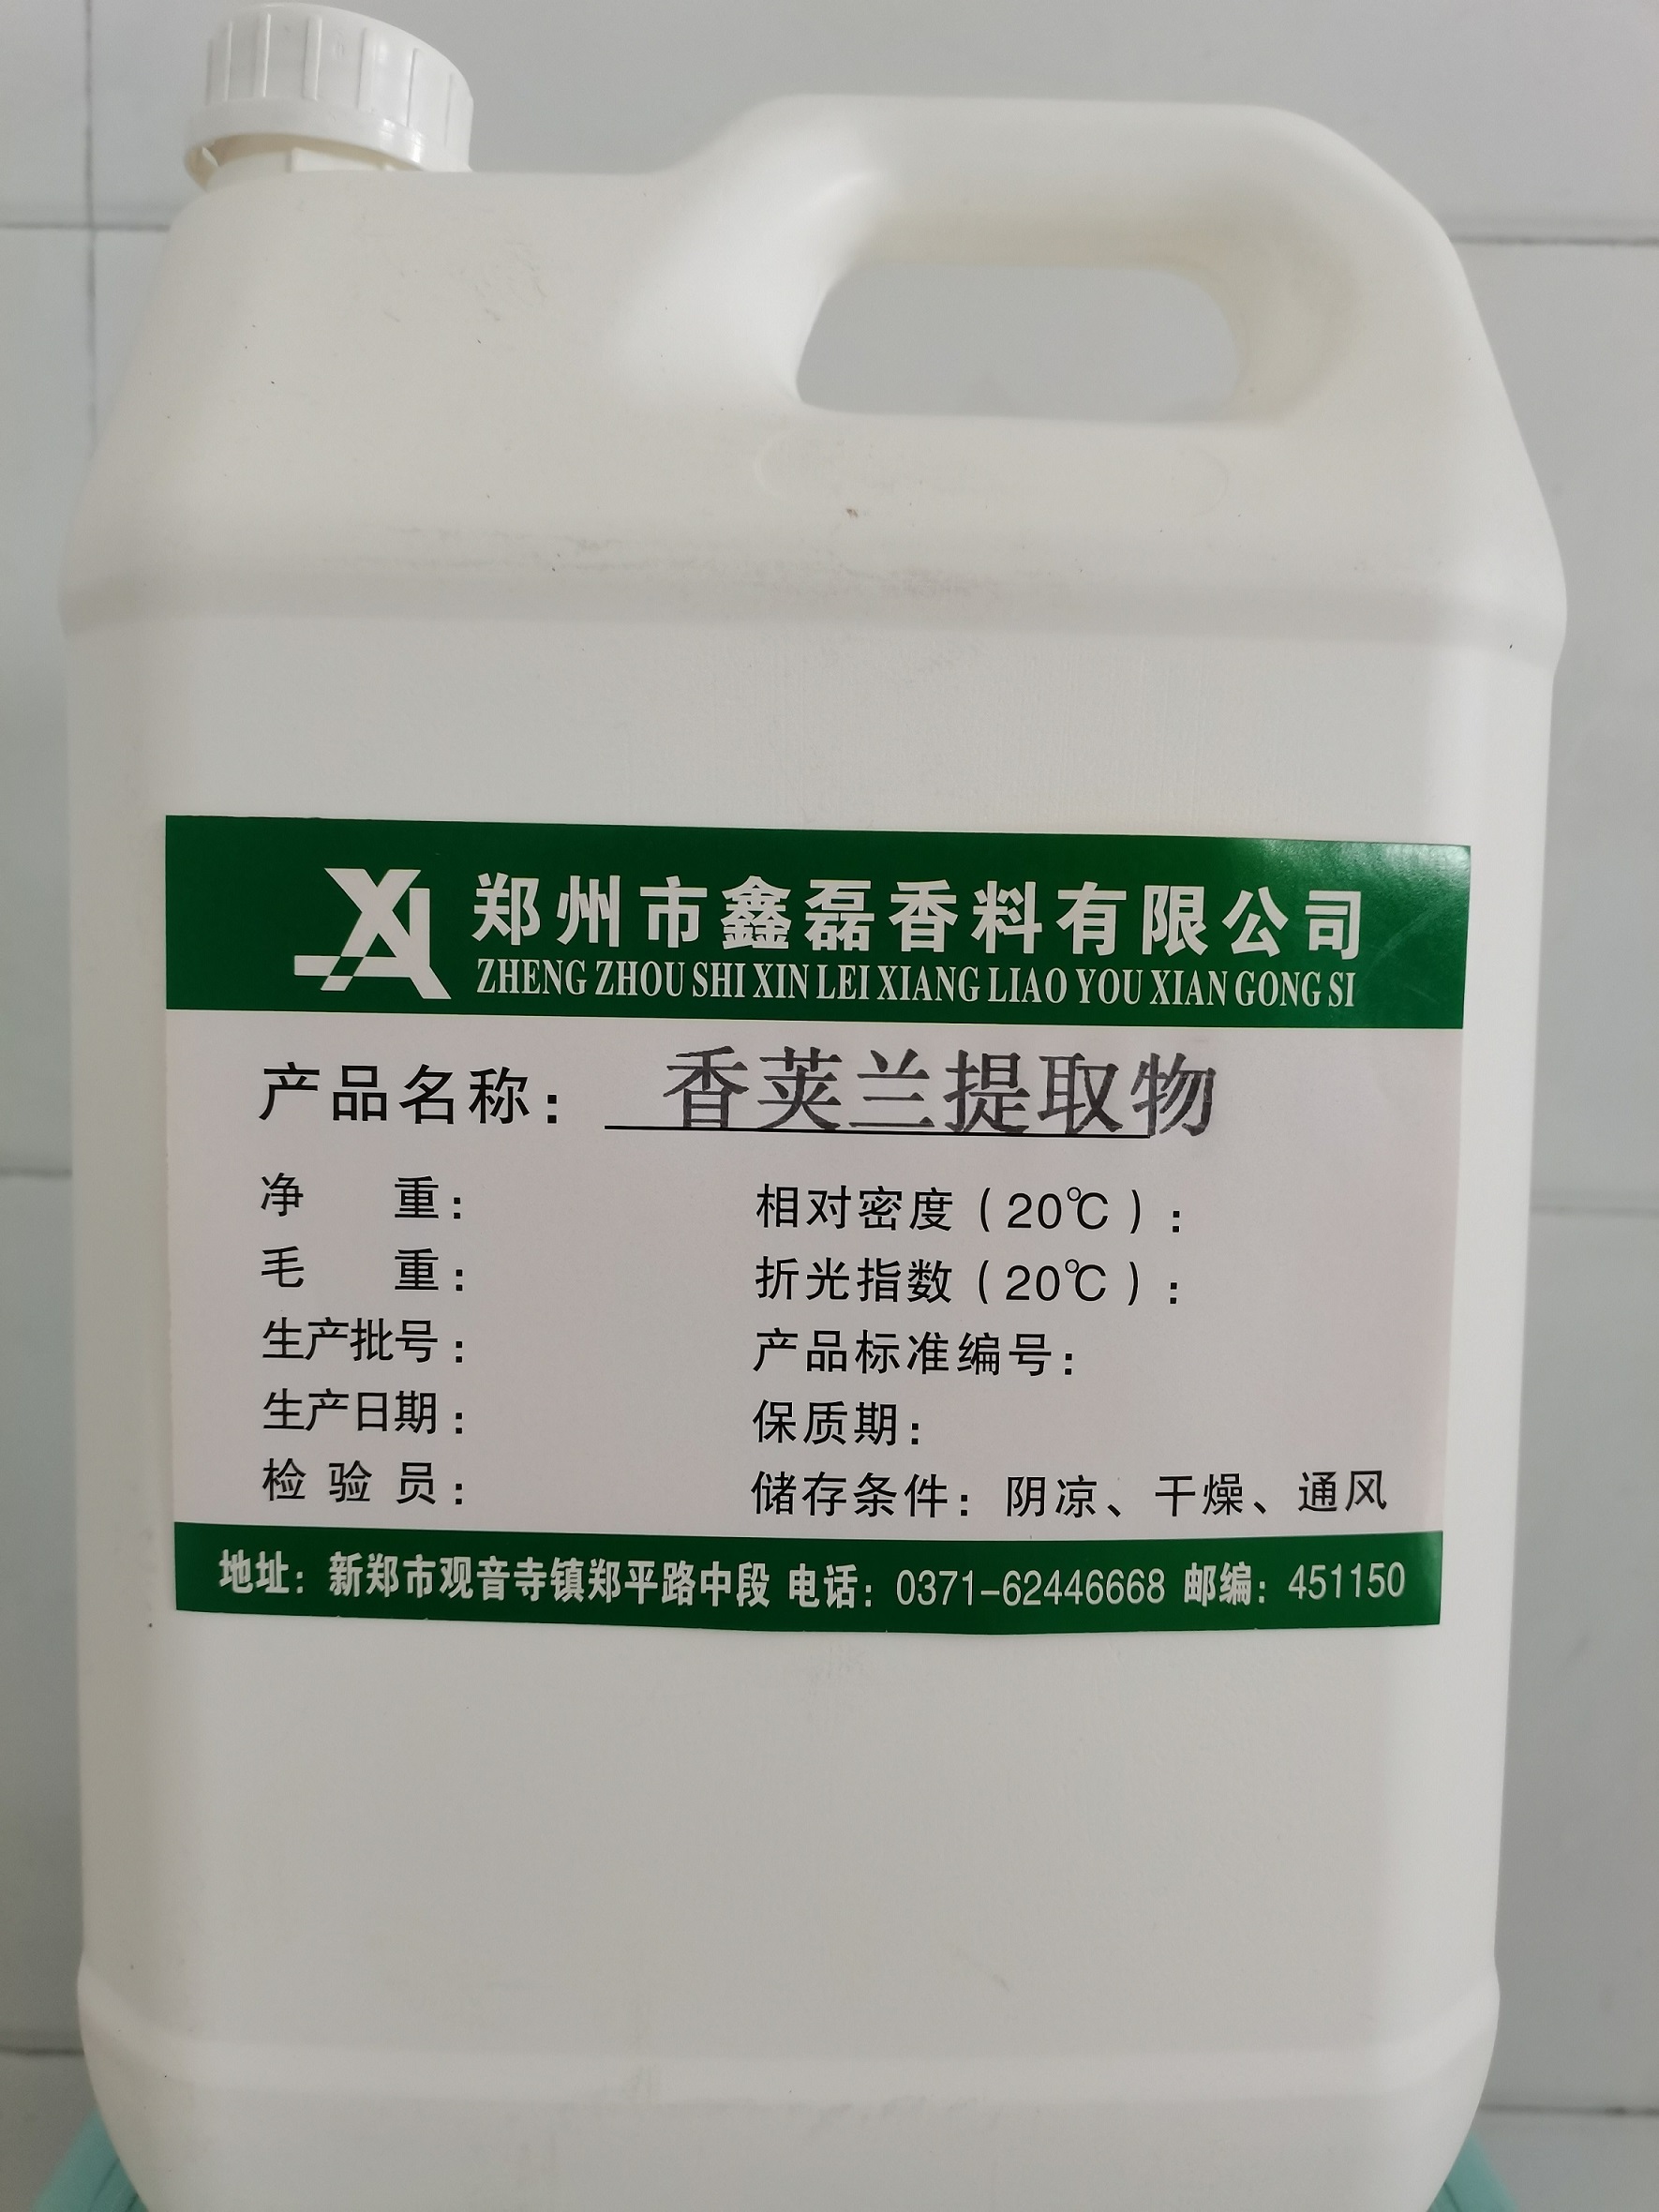 郑州市鑫磊香料有限公司
ZHENG ZHOU SHI XIN LEI XIANG LIAO YOU XIAN GONG SI
产品名称：香荚兰提取物
净 重：
相对密度（20℃）：
毛 重：
折光指数（20℃）：
生产批号：
产品标准编号：
生产日期：
保质期：
检验员：
储存条件：阴凉、干燥、通风
地址：新郑市观音寺镇郑平路中段 电话：0371-62446668 邮编：451150